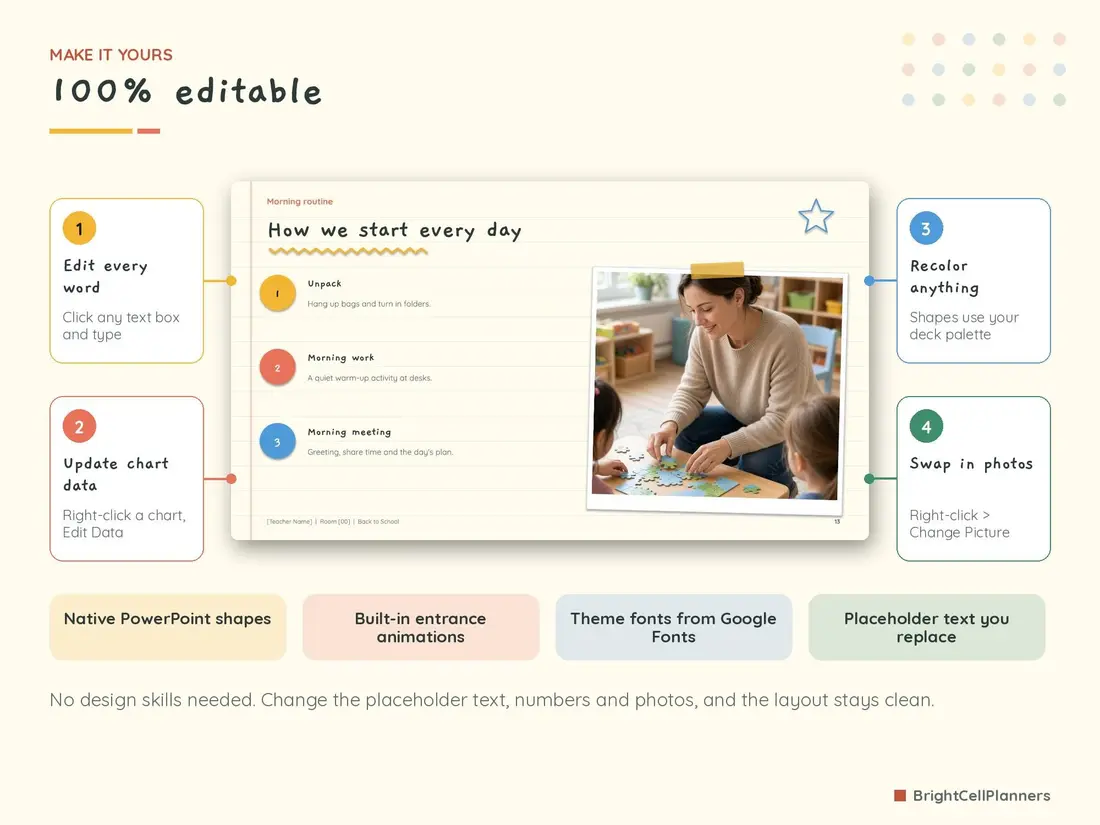 MAKE IT YOURS
100% editable
1
Edit every
word
Click any text box
and type
2
Update chart
data
Right-click a chart,
Edit Data
Morning routine
How we start every day
1
Unpack
Hang up bags and turn in folders.
2
Morning work
A quiet warm-up activity at desks.
3
Morning meeting
Greeting, share time and the day's plan.
[Teacher Name] | Room [00] | Back to School
13
3
Recolor
anything
Shapes use your
deck palette
4
Swap in photos
Right-click >
Change Picture
Native PowerPoint shapes
Built-in entrance
animations
Theme fonts from Google
Fonts
Placeholder text you
replace
No design skills needed. Change the placeholder text, numbers and photos, and the layout stays clean.
BrightCellPlanners